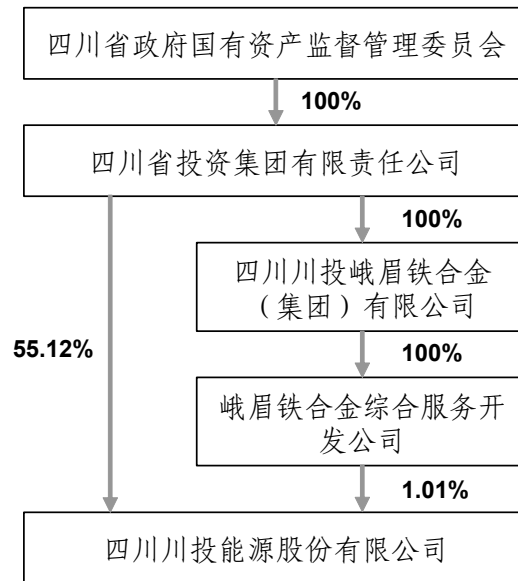 四川省政府国有资产监督管理委员会
100%
四川省投资集团有限责任公司
100%
四川川投峨眉铁合金
（集团）有限公司
55.12%
100%
峨眉铁合金综合服务开
发公司
1.01%
四川川投能源股份有限公司